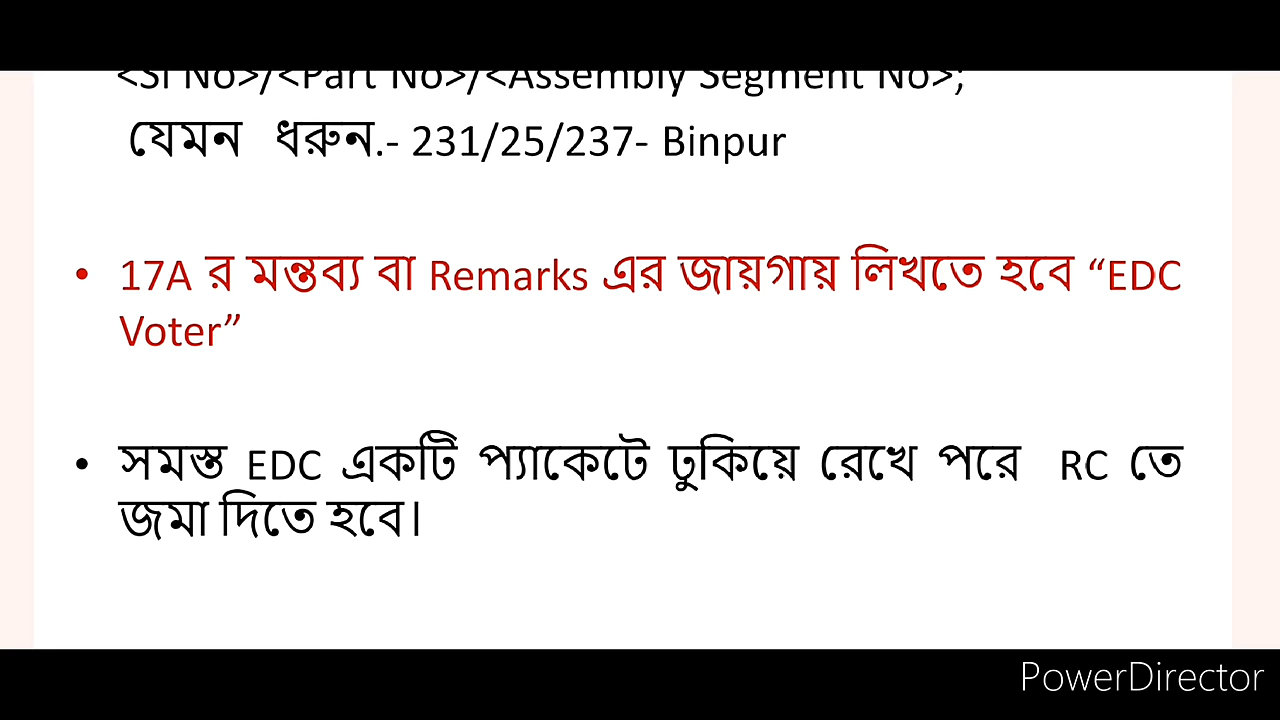 <Sl No>/<Part No>/<Assembly Segment No>;
যেমন ধরুন.- 231/25/237- Binpur
• 17A র মন্তব্য বা Remarks এর জায়গায় লিখতে হবে “EDC
Voter”
• সমস্ত EDC একটি প্যাকেটে ঢুকিয়ে রেখে পরে RC তে
জমা দিতে হবে।
PowerDirector